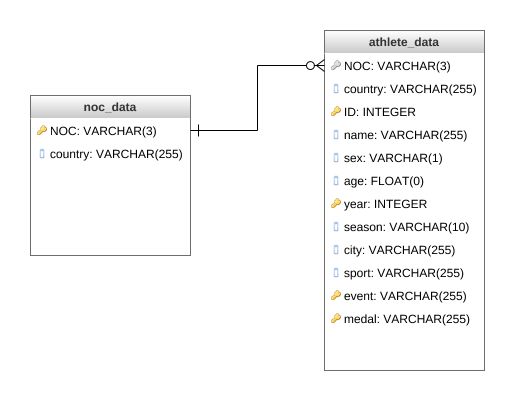 noc_data
NOC: VARCHAR(3)
country: VARCHAR(255)
athlete_data
NOC: VARCHAR(3)
country: VARCHAR(255)
ID: INTEGER
name: VARCHAR(255)
sex: VARCHAR(1)
age: FLOAT(0)
year: INTEGER
season: VARCHAR(10)
city: VARCHAR(255)
sport: VARCHAR(255)
event: VARCHAR(255)
medal: VARCHAR(255)